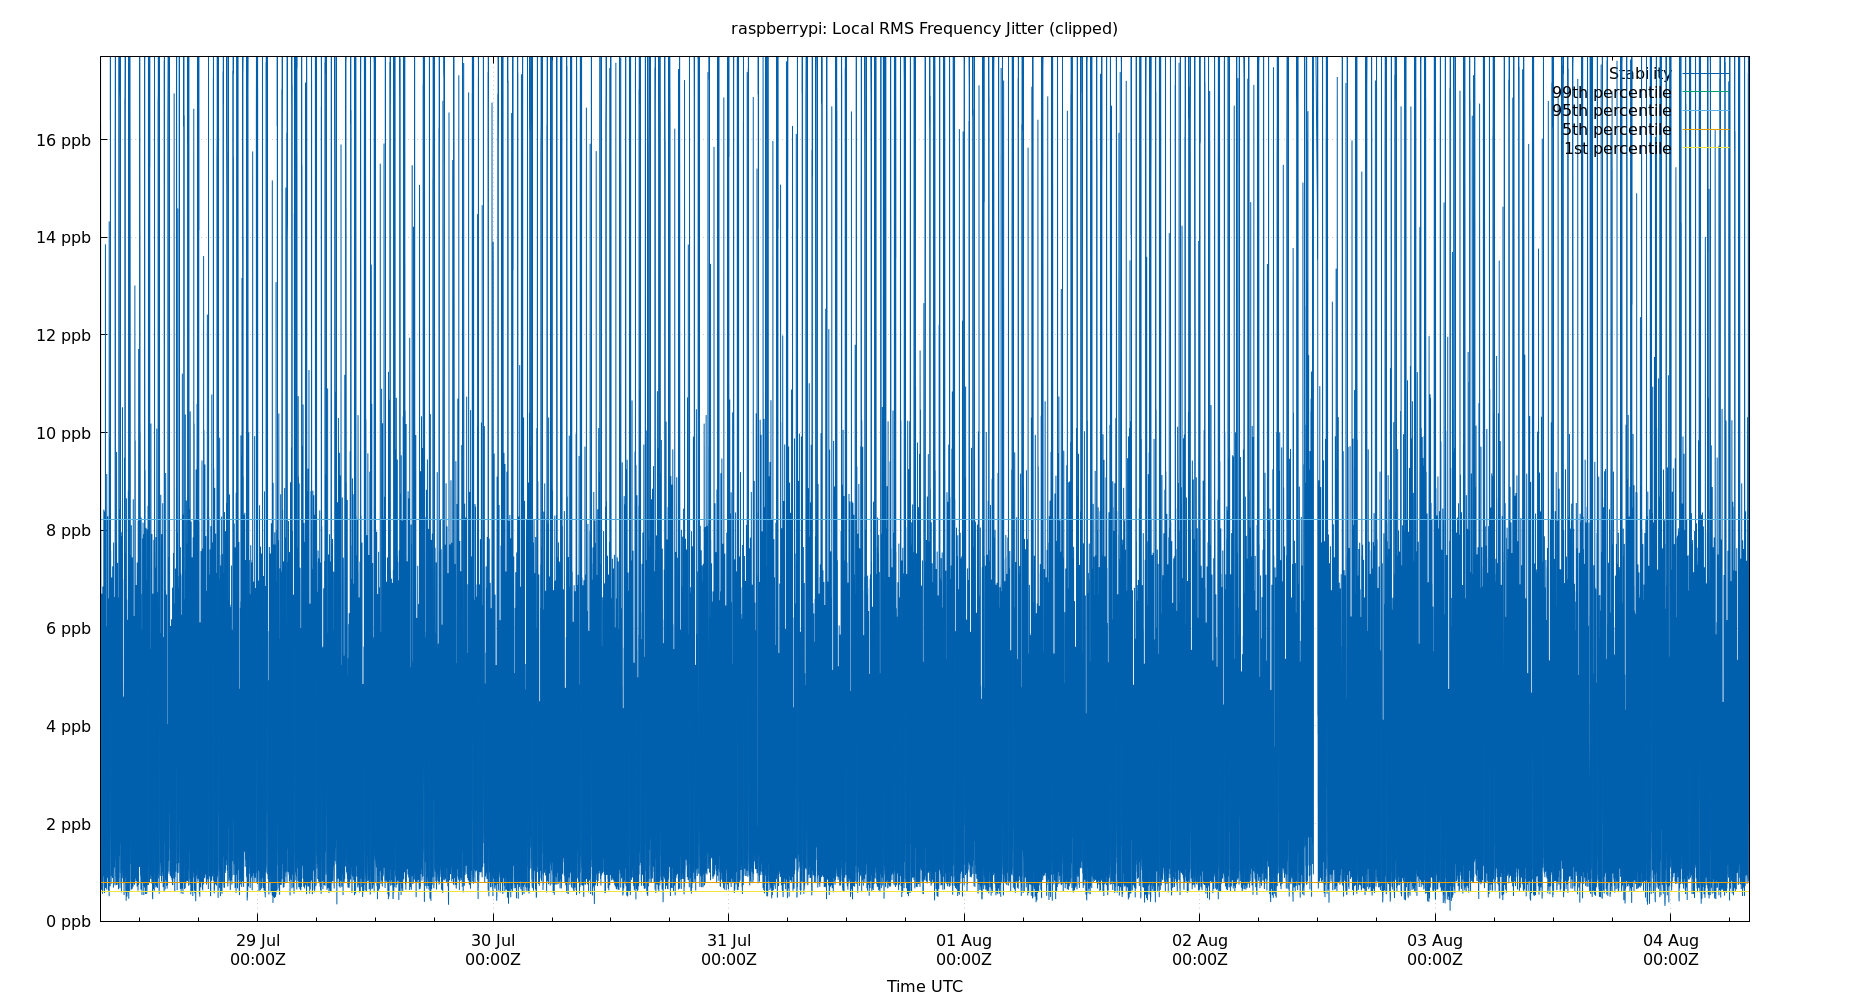 raspberrypi: Local RMS Frequency Jitter (clipped)
Stability
99th percentile
95th percentile
5th percentile
1st percentile
16 ppb
14 ppb
12 ppb
10 ppb
8 ppb
6 ppb
4 ppb
2 ppb
0 ppb
29 Jul 30 Jul 31 Jul 01 Aug 02 Aug 03 Aug 04 Aug
00:00Z 00:00Z 00:00Z 00:00Z 00:00Z 00:00Z 00:00Z
Time UTC